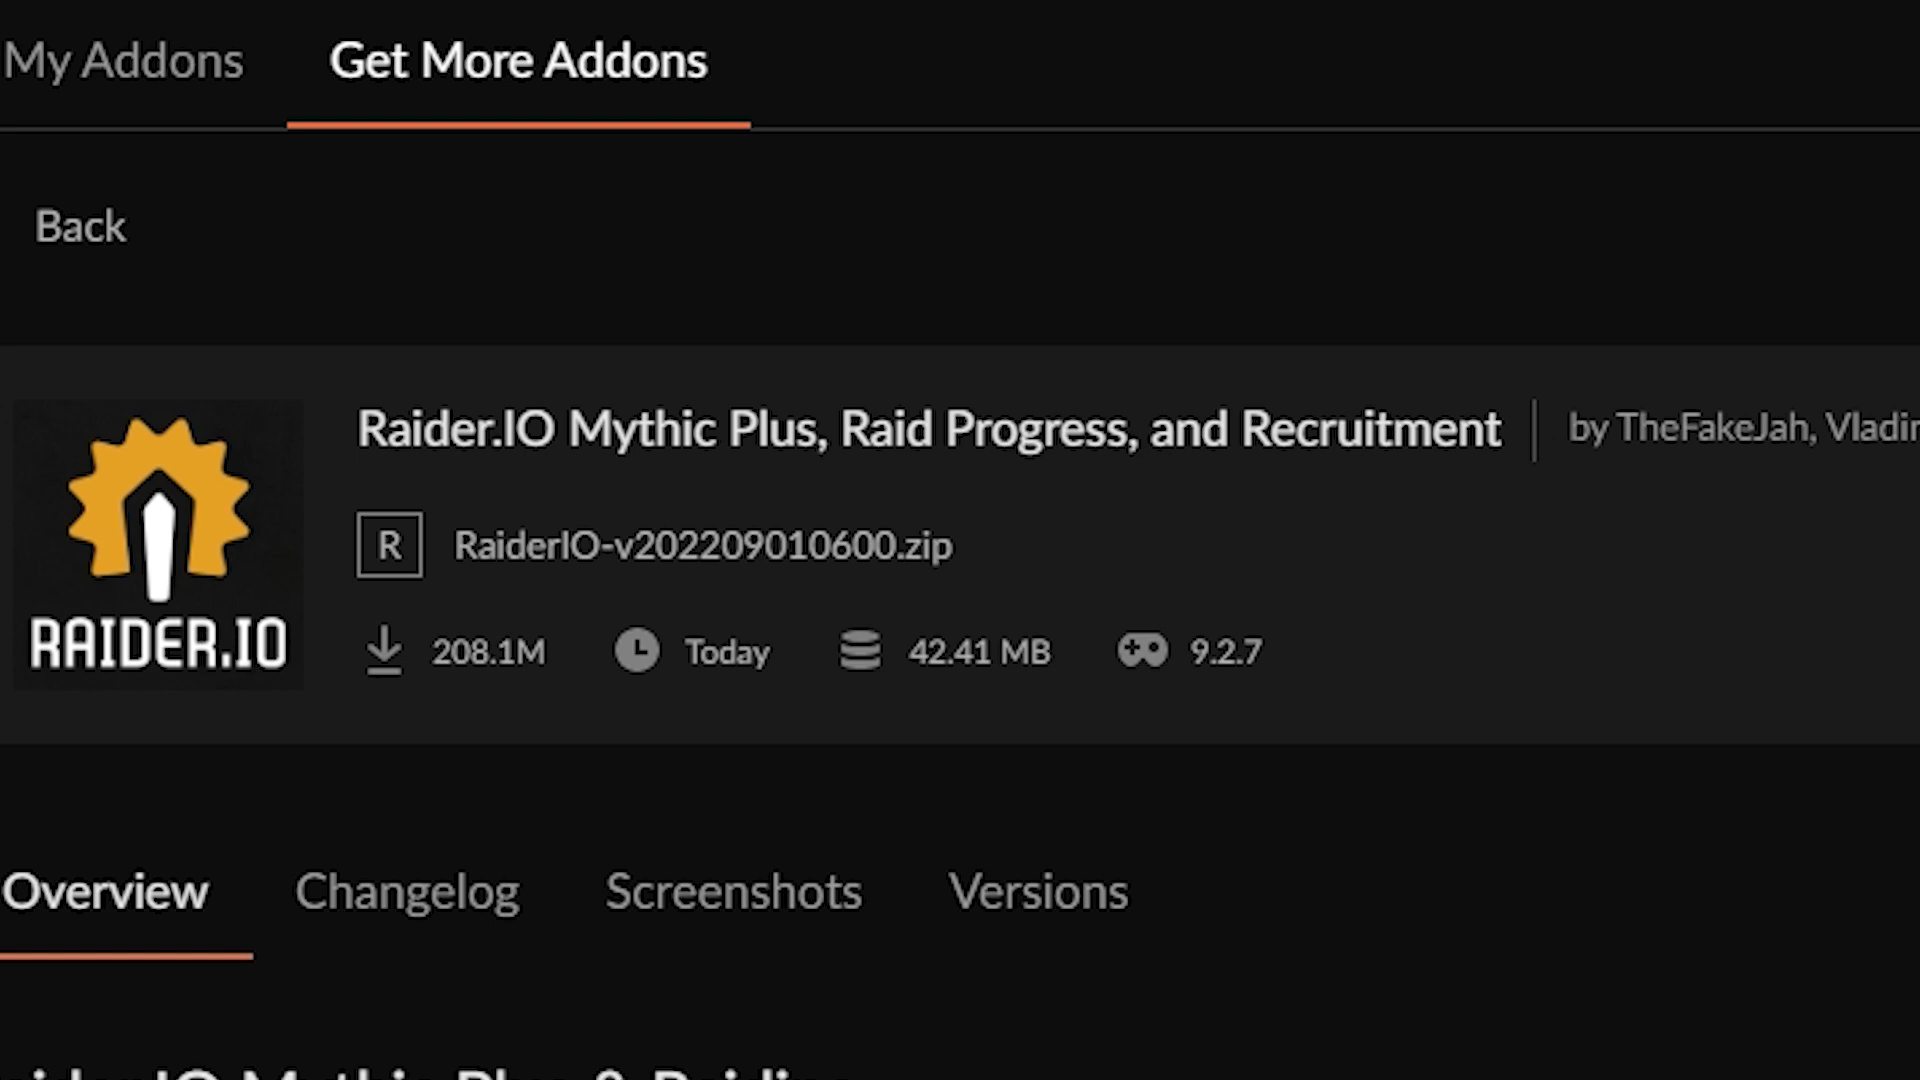 My Addons Get More Addons
Back
Raider.IO Mythic Plus, Raid Progress, and Recruitment by TheFakeJah,
R RaiderIO-v202209010600.zip
RAIDER.IO
208.1M Today 42.41 MB 9.2.7
Overview Changelog Screenshots Versions